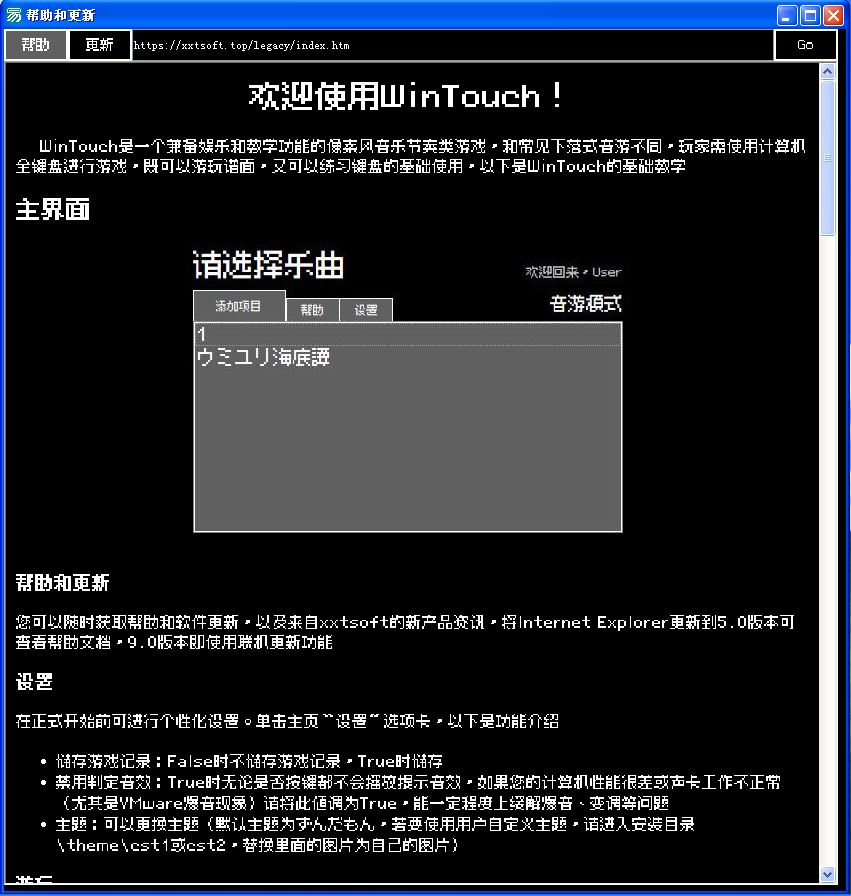 帮助和更新
帮助 更新 https://xxtsoft.top/legacy/index.htm Go
欢迎使用WinTouch！
WinTouch是一个兼备娱乐和教学功能的像素风音乐节奏类游戏，和常见下落式音游不同，玩家需使用计算机
全键盘进行游戏，既可以游玩谱面，又可以练习键盘的基础使用，以下是WinTouch的基础教学
主界面
请选择乐曲
欢迎回来，User
添加项目 帮助 设置
音游模式
1
ウミユリ海底譚
帮助和更新
您可以随时获取帮助和软件更新，以及来自xxtsoft的新产品资讯，将Internet Explorer更新到5.0版本可
查看帮助文档，9.0版本即使用联机更新功能
设置
在正式开始前可进行个性化设置。单击主页“设置”选项卡，以下是功能介绍
• 储存游戏记录：False时不储存游戏记录，True时储存
• 禁用判定音效：True时无论是否按键都不会播放提示音效，如果您的计算机性能很差或声卡工作不正常
（尤其是VMware爆音现象）请将此值调为True，能一定程度上缓解爆音、变调等问题
• 主题：可以更换主题（默认主题为ずんだもん，若要使用用户自定义主题，请进入安装目录
\theme\cst1或cst2，替换里面的图片为自己的图片）